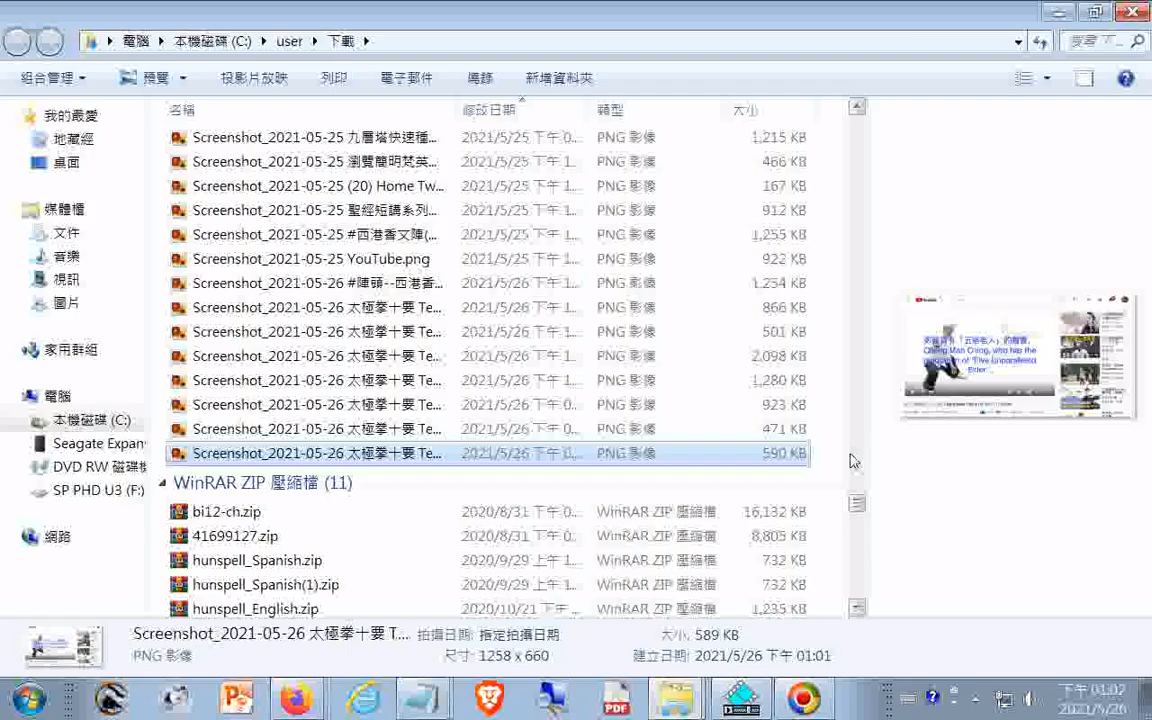 電腦 本機磁碟 (C:) user 下載
組合管理 預覽 投影片放映 列印 電子郵件 燒錄 新增資料夾
名稱 修改日期 類型 大小
Screenshot_2021-05-25 九層塔快速種... 2021/5/25 下午 0... PNG 影像 1,215 KB
Screenshot_2021-05-25 瀏覽簡明梵英... 2021/5/25 下午 1... PNG 影像 466 KB
Screenshot_2021-05-25 (20) Home Tw... 2021/5/25 下午 1... PNG 影像 167 KB
Screenshot_2021-05-25 聖經短講系列... 2021/5/25 下午 1... PNG 影像 912 KB
Screenshot_2021-05-25 #西港香文陣(... 2021/5/25 下午 1... PNG 影像 1,255 KB
Screenshot_2021-05-25 YouTube.png 2021/5/25 下午 1... PNG 影像 922 KB
Screenshot_2021-05-26 #陣頭--西港香... 2021/5/26 下午 0... PNG 影像 1,254 KB
Screenshot_2021-05-26 太極拳十要 Te... 2021/5/26 下午 0... PNG 影像 866 KB
Screenshot_2021-05-26 太極拳十要 Te... 2021/5/26 下午 0... PNG 影像 501 KB
Screenshot_2021-05-26 太極拳十要 Te... 2021/5/26 下午 0... PNG 影像 2,098 KB
Screenshot_2021-05-26 太極拳十要 Te... 2021/5/26 下午 0... PNG 影像 1,280 KB
Screenshot_2021-05-26 太極拳十要 Te... 2021/5/26 下午 0... PNG 影像 923 KB
Screenshot_2021-05-26 太極拳十要 Te... 2021/5/26 下午 0... PNG 影像 471 KB
Screenshot_2021-05-26 太極拳十要 Te... 2021/5/26 下午 0... PNG 影像 590 KB
WinRAR ZIP 壓縮檔 (11)
bi12-ch.zip 2020/8/31 下午 0... WinRAR ZIP 壓縮檔 16,132 KB
41699127.zip 2020/8/31 下午 0... WinRAR ZIP 壓縮檔 8,805 KB
hunspell_Spanish.zip 2020/9/29 上午 1... WinRAR ZIP 壓縮檔 732 KB
hunspell_Spanish(1).zip 2020/9/29 上午 1... WinRAR ZIP 壓縮檔 732 KB
hunspell_English.zip 2020/10/21 下午 ... WinRAR ZIP 壓縮檔 1,235 KB
我的最愛
地藏經
桌面
媒體櫃
文件
音樂
視訊
圖片
家用群組
電腦
本機磁碟 (C:)
Seagate Expan
DVD RW 磁碟機
SP PHD U3 (F:)
網路
Cheng Man Ching, who has the
of "Five Unparalleled
Screenshot_2021-05-26 太極拳十要 T... 拍攝日期: 指定拍攝日期 大小: 589 KB
PNG 影像 尺寸: 1258 x 660 建立日期: 2021/5/26 下午 01:01
PDF
下午 01:02
2021/5/26